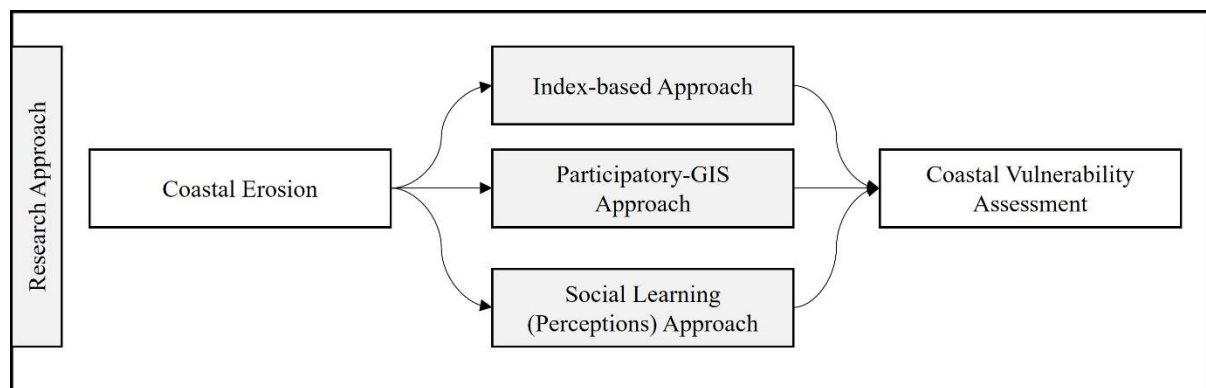 Research Approach
Coastal Erosion
Index-based Approach
Participatory-GIS
Approach
Social Learning
(Perceptions) Approach
Coastal Vulnerability
Assessment